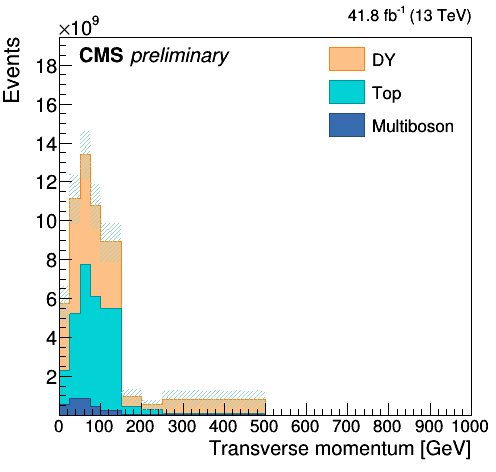 41.8 fb⁻¹ (13 TeV)
×10⁹
CMS preliminary
Events
DY
Top
Multiboson
18
16
14
12
10
8
6
4
2
0 100 200 300 400 500 600 700 800 900 1000
Transverse momentum [GeV]